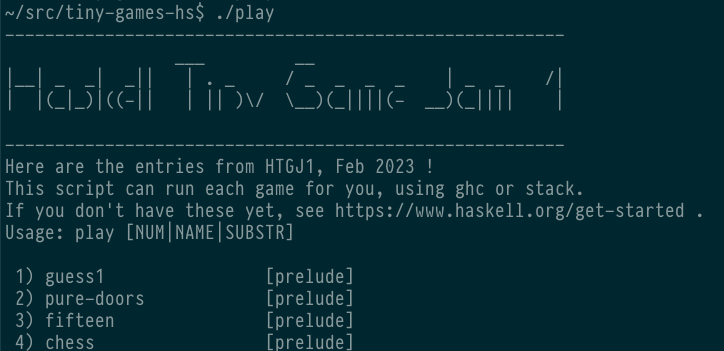 ~/src/tiny-games-hs$ ./play
--------------------------------------------------------
Haskell Tiny Game Jam 1
--------------------------------------------------------
Here are the entries from HTGJ1, Feb 2023 !
This script can run each game for you, using ghc or stack.
If you don't have these yet, see https://www.haskell.org/get-started .
Usage: play [NUM|NAME|SUBSTR]
1) guess1 [prelude]
2) pure-doors [prelude]
3) fifteen [prelude]
4) chess [prelude]